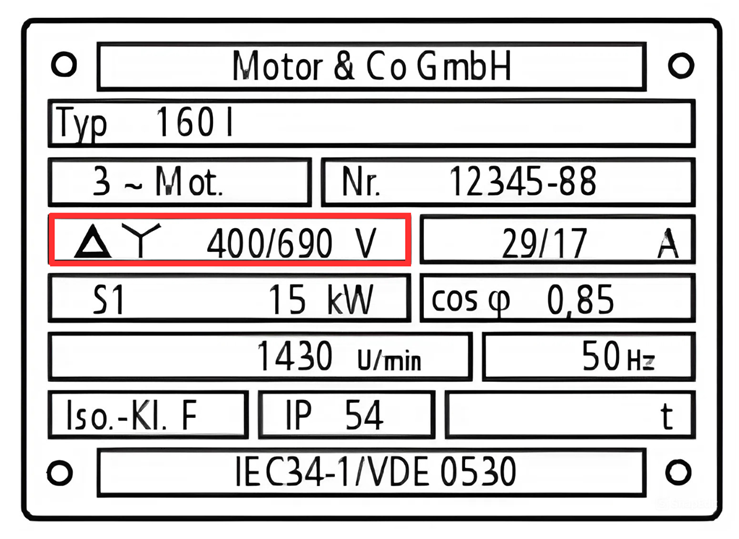 Motor & Co GmbH
Typ 160 l
3 ~ Mot. Nr. 12345-88
Δ Y 400/690 V 29/17 A
S1 15 kW cos φ 0,85
1430 U/min 50 Hz
Iso.-Kl. F IP 54 t
IEC34-1/VDE 0530